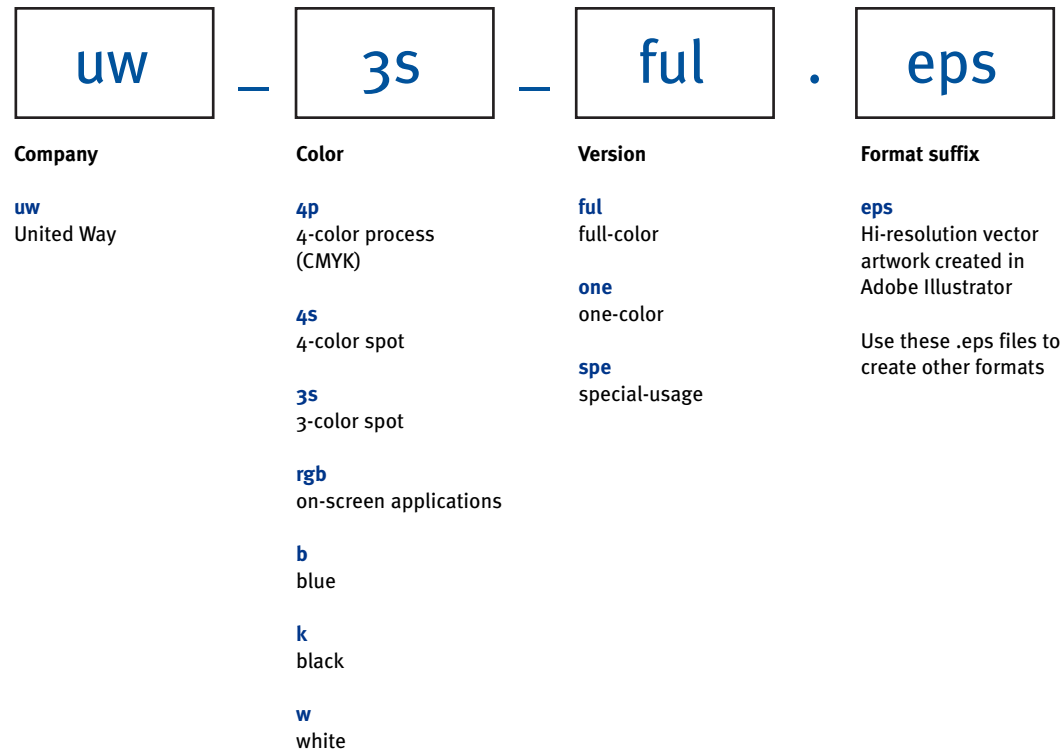 uw _ 3s _ ful . eps
Company
uw
United Way
Color
4p
4-color process
(CMYK)
4s
4-color spot
3s
3-color spot
rgb
on-screen applications
b
blue
k
black
w
white
Version
ful
full-color
one
one-color
spe
special-usage
Format suffix
eps
Hi-resolution vector
artwork created in
Adobe Illustrator
Use these .eps files to
create other formats